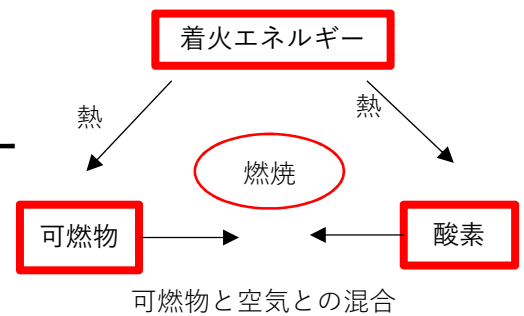 着火エネルギー
熱
熱
燃焼
可燃物
酸素
可燃物と空気との混合